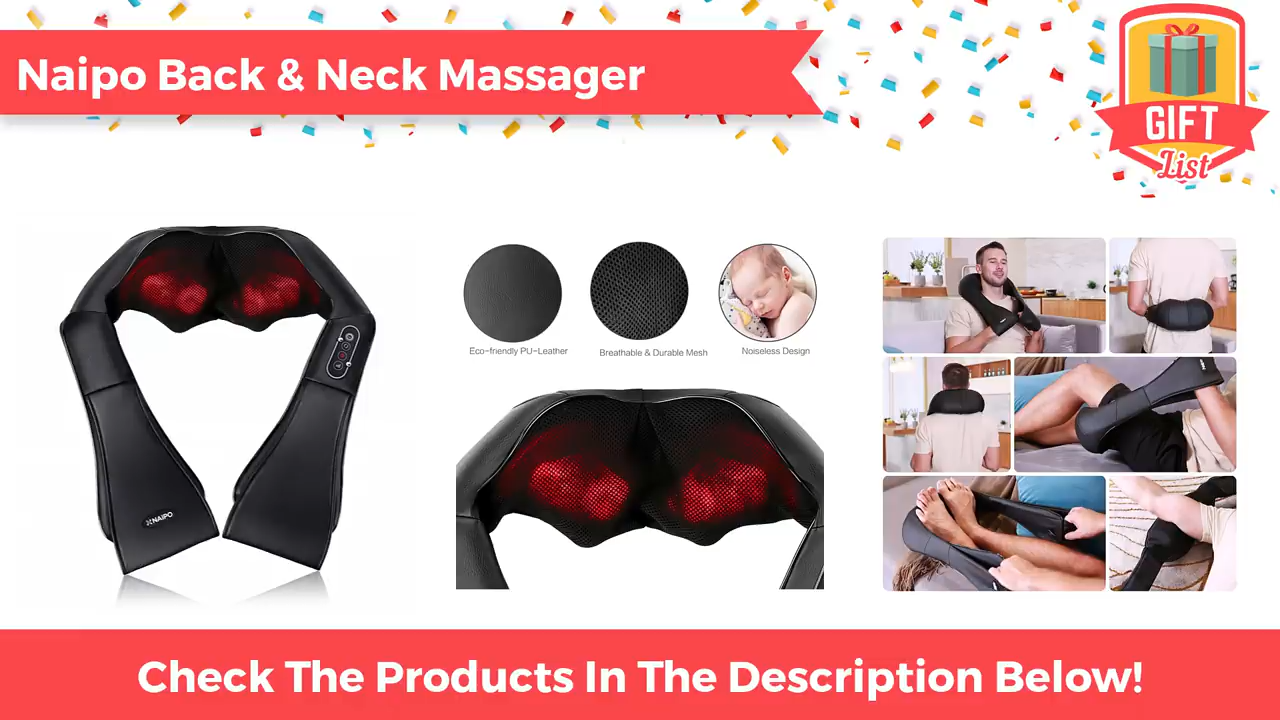 Naipo Back & Neck Massager
GIFT
List
Eco-friendly PU-Leather
Breathable & Durable Mesh
Noiseless Design
NAIPO
NAIPO
Check The Products In The Description Below!